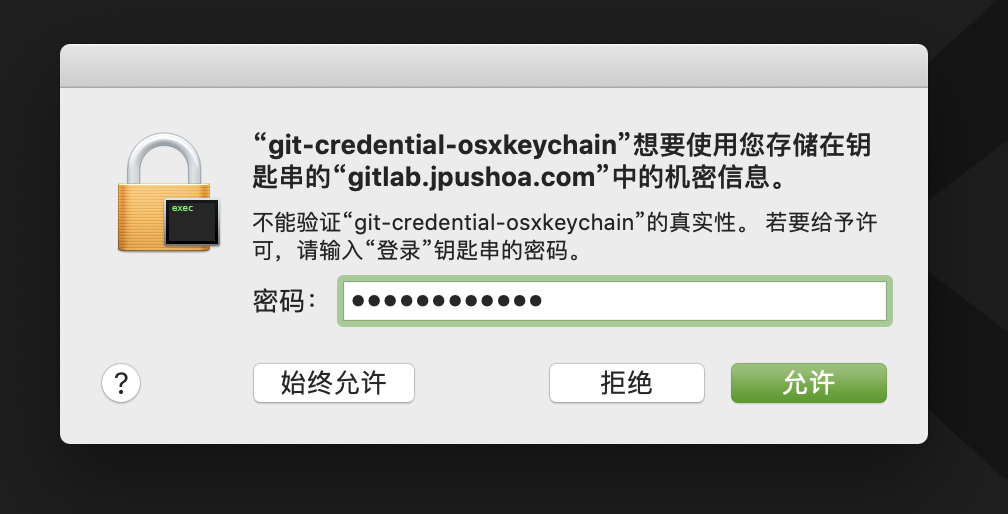 “git-credential-osxkeychain”想要使用您存储在钥
匙串的“gitlab.jpushoa.com”中的机密信息。
exec
不能验证“git-credential-osxkeychain”的真实性。 若要给予许
可，请输入“登录”钥匙串的密码。
密码：●●●●●●●●●●●●
?
始终允许
拒绝
允许